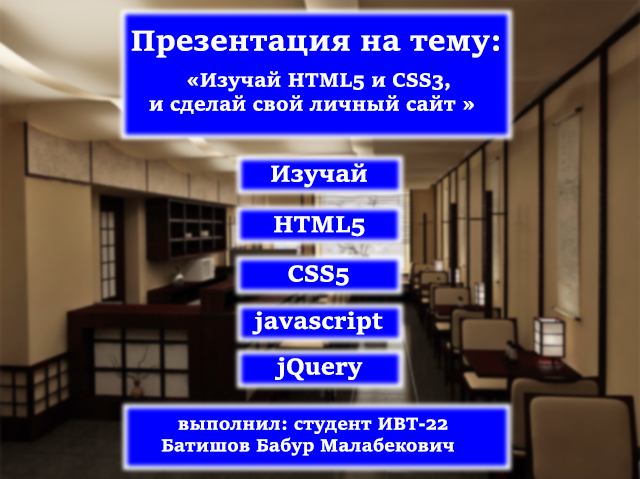 Презентация на тему:
«Изучай HTML5 и CSS3,
и сделай свой личный сайт »
Изучай
HTML5
CSS5
javascript
jQuery
выполнил: студент ИВТ-22
Батишов Бабур Малабекович